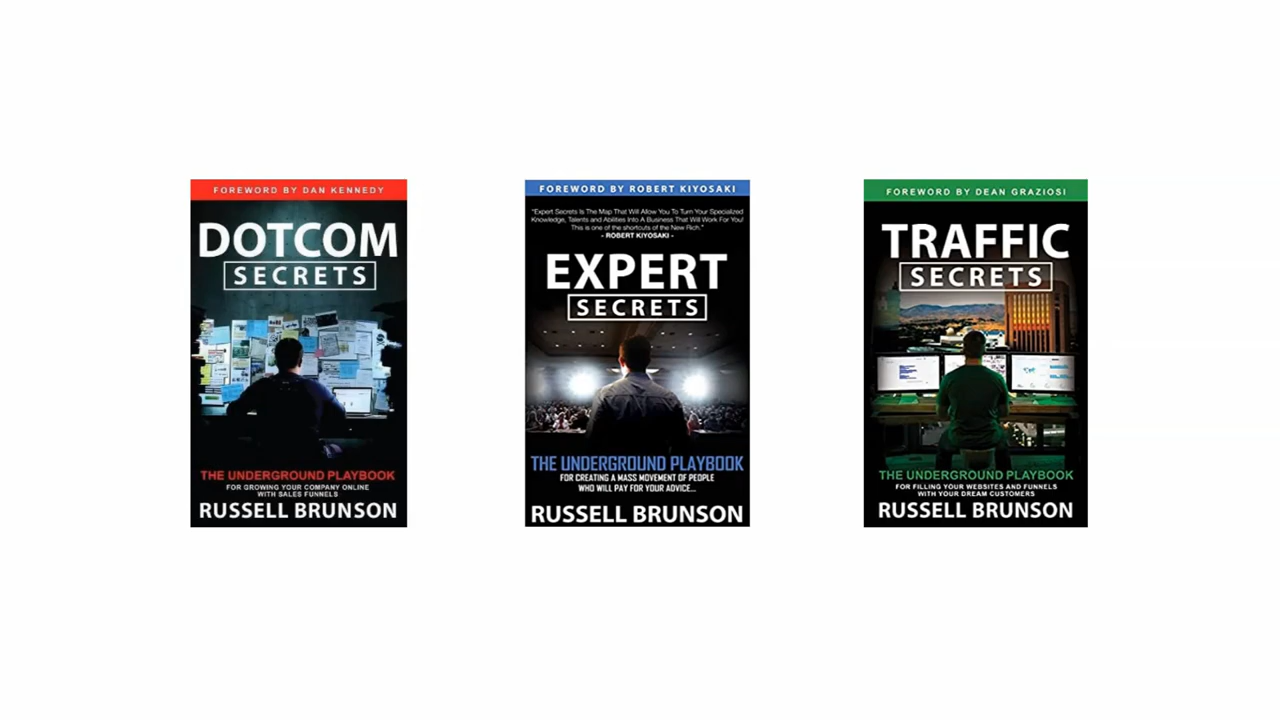 FOREWORD BY DAN KENNEDY
DOTCOM
SECRETS
THE UNDERGROUND PLAYBOOK
FOR GROWING YOUR COMPANY ONLINE
WITH SALES FUNNELS
RUSSELL BRUNSON
FOREWORD BY ROBERT KIYOSAKI
"Expert Secrets Is The Map That Will Allow You To Turn Your Specialized
Knowledge, Talents and Abilities Into A Business That Will Work For You!
This is one of the shortcuts of the New Rich."
- ROBERT KIYOSAKI -
EXPERT
SECRETS
THE UNDERGROUND PLAYBOOK
FOR CREATING A MASS MOVEMENT OF PEOPLE
WHO WILL PAY FOR YOUR ADVICE...
RUSSELL BRUNSON
FOREWORD BY DEAN GRAZIOSI
TRAFFIC
SECRETS
THE UNDERGROUND PLAYBOOK
FOR FILLING YOUR WEBSITES AND FUNNELS
WITH YOUR DREAM CUSTOMERS
RUSSELL BRUNSON